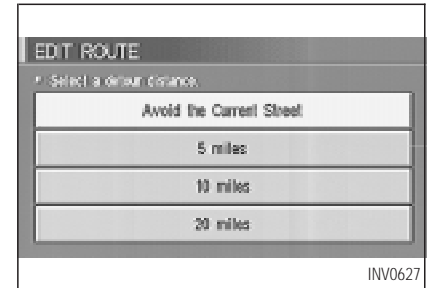 EDIT ROUTE
Select a detour distance.
Avoid the Current Street
5 miles
10 miles
20 miles
INV0627